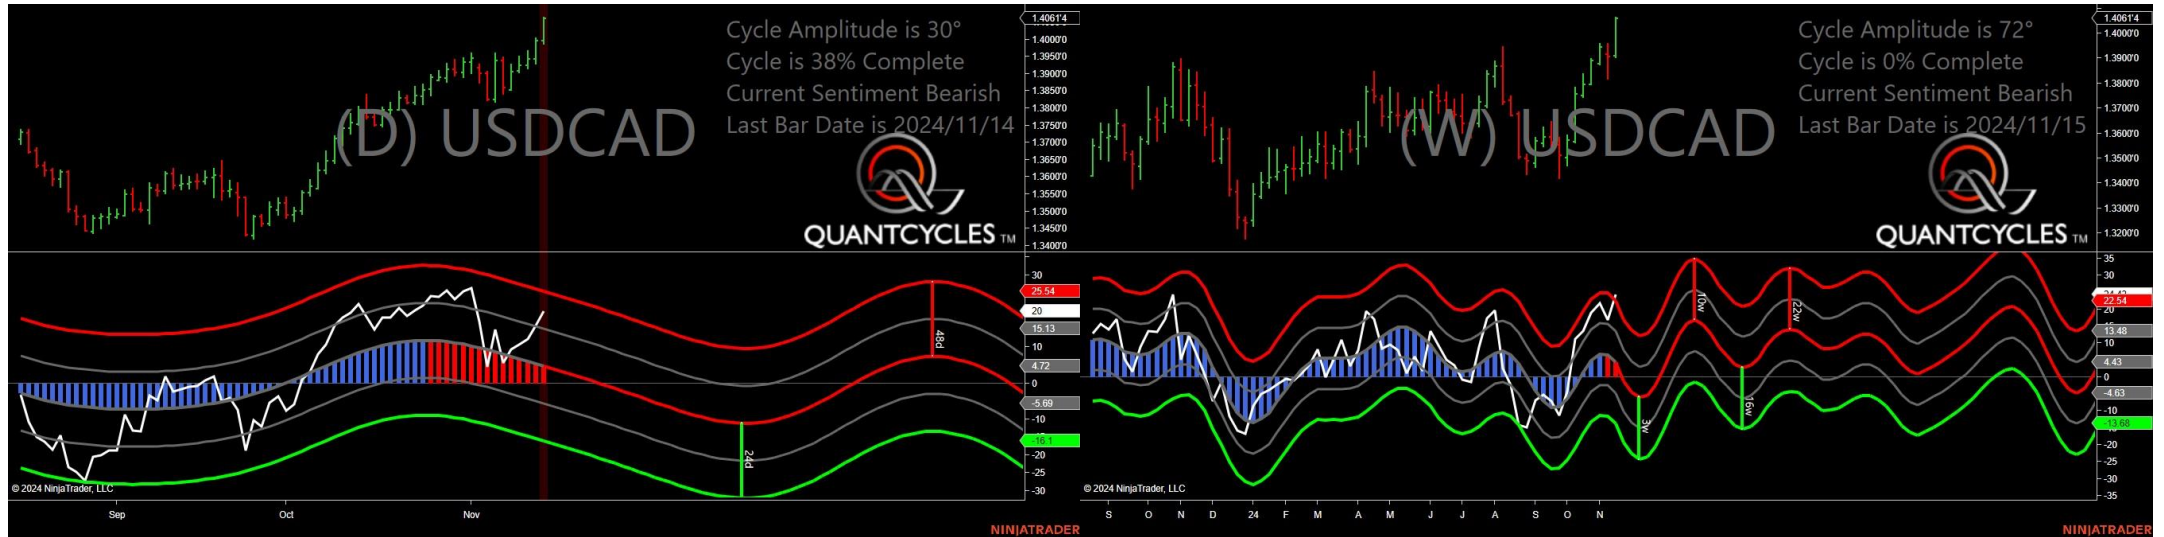 1.4061'4
1.4000'0
1.3950'0
1.3900'0
1.3850'0
1.3800'0
1.3750'0
1.3700'0
1.3650'0
1.3600'0
1.3550'0
1.3500'0
1.3450'0
1.3400'0
Cycle Amplitude is 30°
Cycle is 38% Complete
Current Sentiment Bearish
Last Bar Date is 2024/11/14
(D) USDCAD
QUANTCYCLES TM
30
25.54
20
15.13
10
4.72
0
-5.69
-10
-16.1
-20
-25
-30
48d
24d
© 2024 NinjaTrader, LLC
Sep
Oct
Nov
NINJATRADER
1.4061'4
1.4000'0
1.3900'0
1.3800'0
1.3700'0
1.3600'0
1.3500'0
1.3400'0
1.3300'0
1.3200'0
Cycle Amplitude is 72°
Cycle is 0% Complete
Current Sentiment Bearish
Last Bar Date is 2024/11/15
(W) USDCAD
QUANTCYCLES TM
35
30
25
22.54
20
13.48
10
4.43
0
-4.63
-10
-13.68
-20
-25
-30
-35
10w
22w
16w
3w
© 2024 NinjaTrader, LLC
S O N D 24 F M A M J J A S O N
NINJATRADER